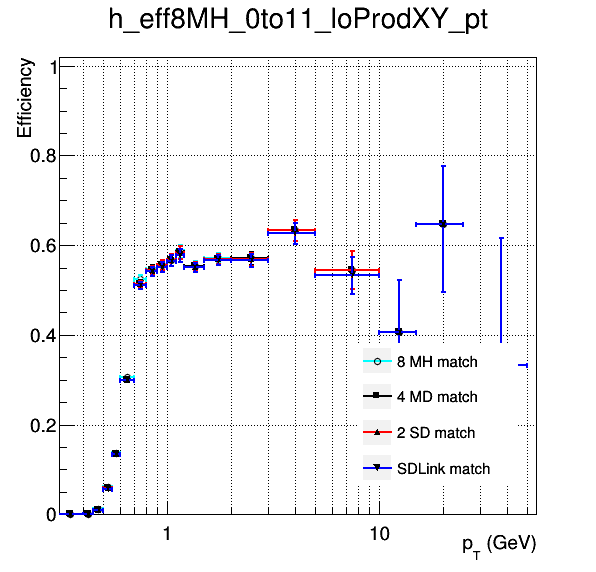 h_eff8MH_0to11_loProdXY_pt
Efficiency
1
0.8
0.6
0.4
0.2
0
8 MH match
4 MD match
2 SD match
SDLink match
1
10
p_T (GeV)